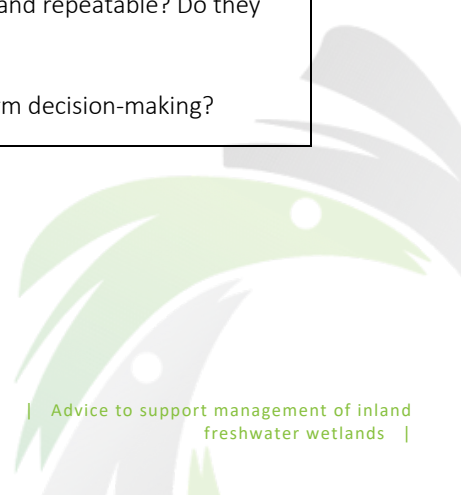 and repeatable? Do they
m decision-making?
| Advice to support management of inland
freshwater wetlands |